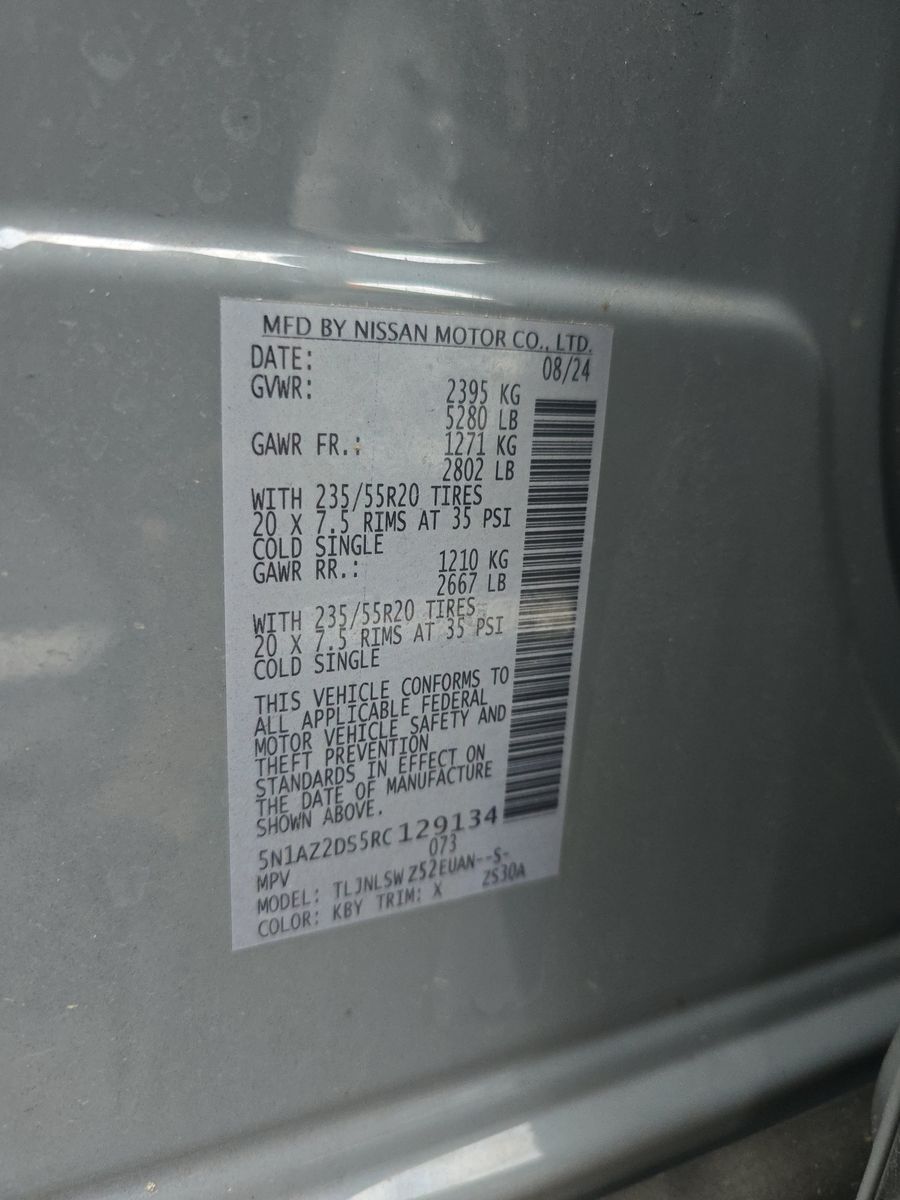 MFD BY NISSAN MOTOR CO., LTD.
DATE: 08/24
GVWR: 2395 KG
5280 LB
GAWR FR.: 1271 KG
2802 LB
WITH 235/55R20 TIRES
20 X 7.5 RIMS AT 35 PSI
COLD SINGLE
GAWR RR.: 1210 KG
2667 LB
WITH 235/55R20 TIRES
20 X 7.5 RIMS AT 35 PSI
COLD SINGLE
THIS VEHICLE CONFORMS TO
ALL APPLICABLE FEDERAL
MOTOR VEHICLE SAFETY AND
THEFT PREVENTION
STANDARDS IN EFFECT ON
THE DATE OF MANUFACTURE
SHOWN ABOVE.
5N1AZ2DS5RC129134
MPV 073
MODEL: TLJNLSWZ52EUAN--S-
COLOR: KBY TRIM: X ZS30A